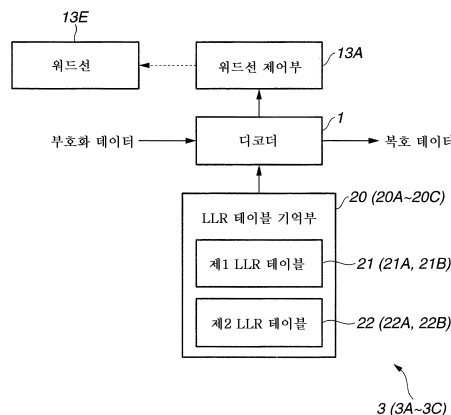 13E
워드선
워드선 제어부
13A
부호화 데이터
디코더
1
복호 데이터
20 (20A~20C)
LLR 테이블 기억부
제1 LLR 테이블
21 (21A, 21B)
제2 LLR 테이블
22 (22A, 22B)
3 (3A~3C)